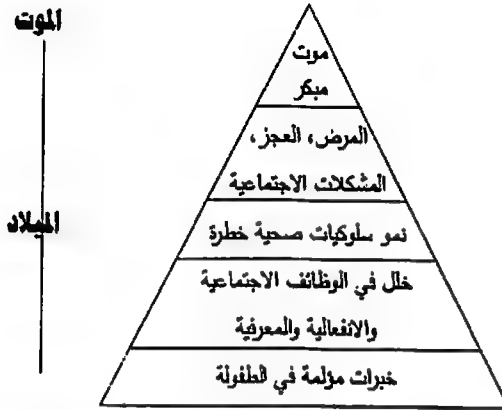 الموت
موت
مبكر
المرض، العجز،
المشكلات الاجتماعية
الميلاد
نمو سلوكيات صحية خطرة
خلل في الوظائف الاجتماعية
والانفعالية والمعرفية
خبرات مؤلمة في الطفولة